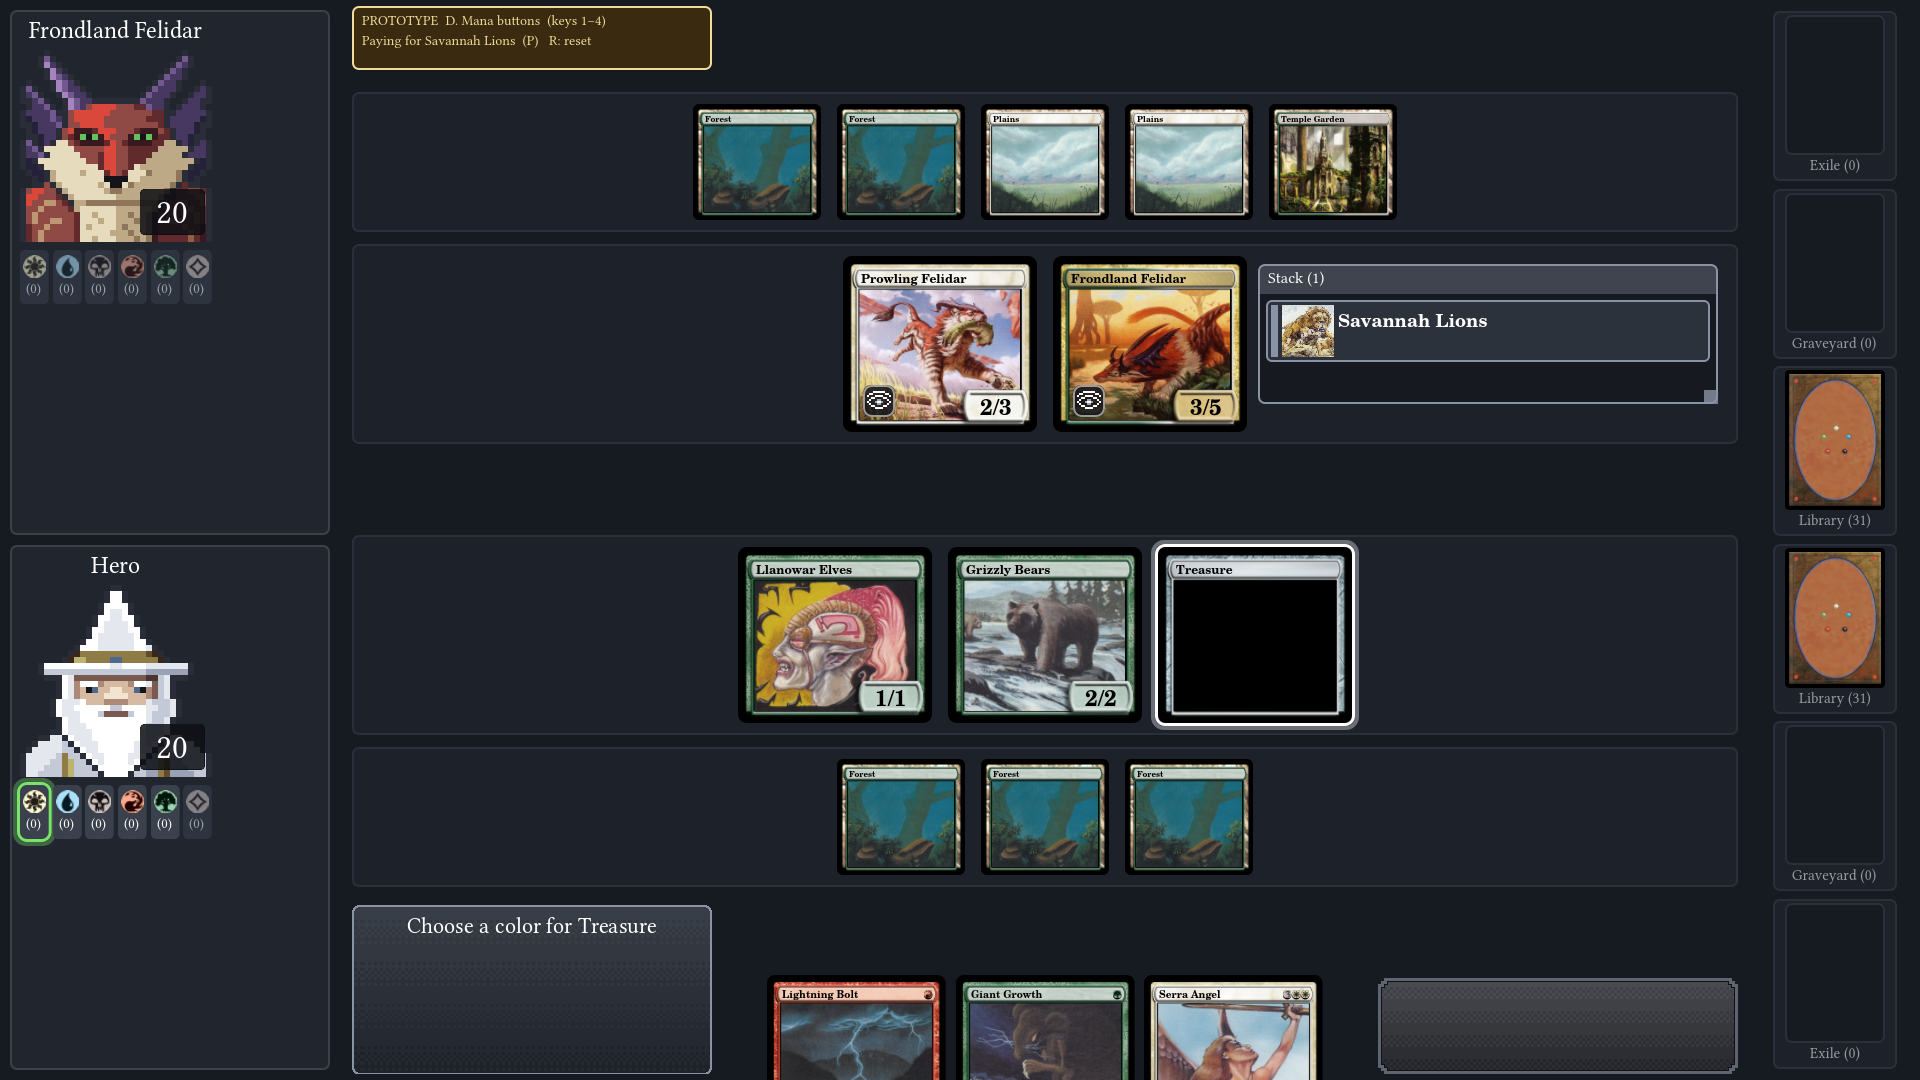 Frondland Felidar
20
(0) (0) (0) (0) (0) (0)
PROTOTYPE D. Mana buttons (keys 1–4)
Paying for Savannah Lions (P) R: reset
Forest
Forest
Plains
Plains
Temple Garden
Prowling Felidar
2/3
Frondland Felidar
3/5
Stack (1)
Savannah Lions
Exile (0)
Graveyard (0)
Library (31)
Hero
20
(0) (0) (0) (0) (0) (0)
Llanowar Elves
1/1
Grizzly Bears
2/2
Treasure
Forest
Forest
Forest
Choose a color for Treasure
Lightning Bolt
Giant Growth
Serra Angel
3
Library (31)
Graveyard (0)
Exile (0)